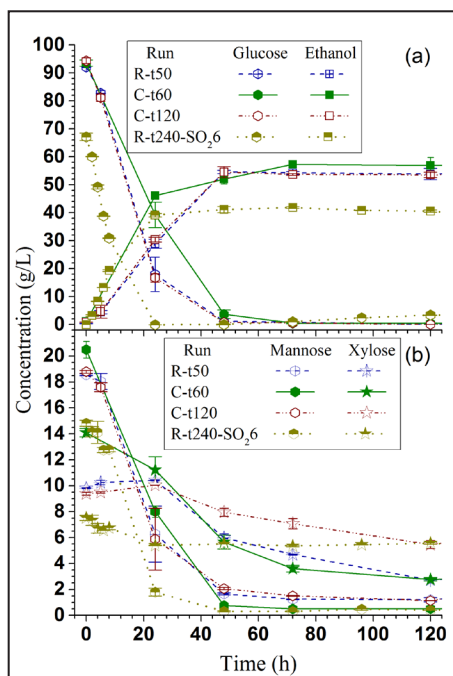 100
90
80
70
60
50
40
30
20
10
0
Run Glucose Ethanol
R-t50
C-t60
C-t120
R-t240-SO₂6
(a)
Concentration (g/L)
20
18
16
14
12
10
8
6
4
2
0
Run Mannose Xylose
R-t50
C-t60
C-t120
R-t240-SO₂6
(b)
0 20 40 60 80 100 120
Time (h)